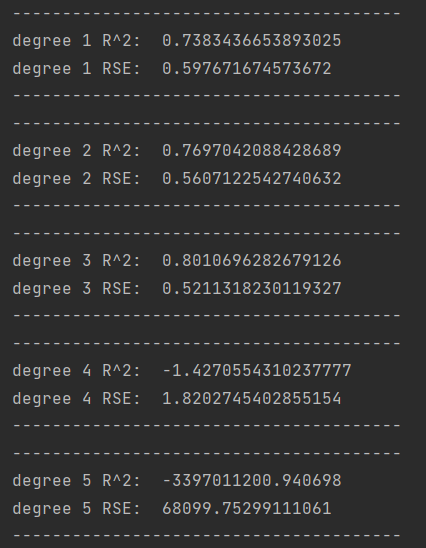 ---------------------------------------
degree 1 R^2:  0.7383436653893025
degree 1 RSE:  0.597671674573672
---------------------------------------
---------------------------------------
degree 2 R^2:  0.7697042088428689
degree 2 RSE:  0.5607122542740632
---------------------------------------
---------------------------------------
degree 3 R^2:  0.8010696282679126
degree 3 RSE:  0.5211318230119327
---------------------------------------
---------------------------------------
degree 4 R^2:  -1.4270554310237777
degree 4 RSE:  1.8202745402855154
---------------------------------------
---------------------------------------
degree 5 R^2:  -3397011200.940698
degree 5 RSE:  68099.75299111061
---------------------------------------